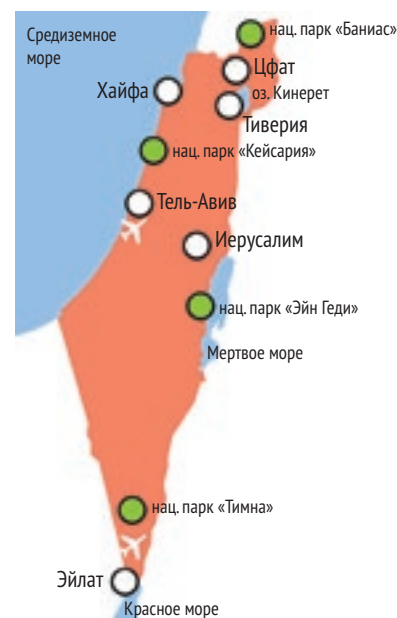 нац. парк «Баниас»
Средиземное
море
Цфат
Хайфа
оз. Кинерет
Тиверия
нац. парк «Кейсария»
Тель-Авив
Иерусалим
нац. парк «Эйн Геди»
Мертвое море
нац. парк «Тимна»
Эйлат
Красное море